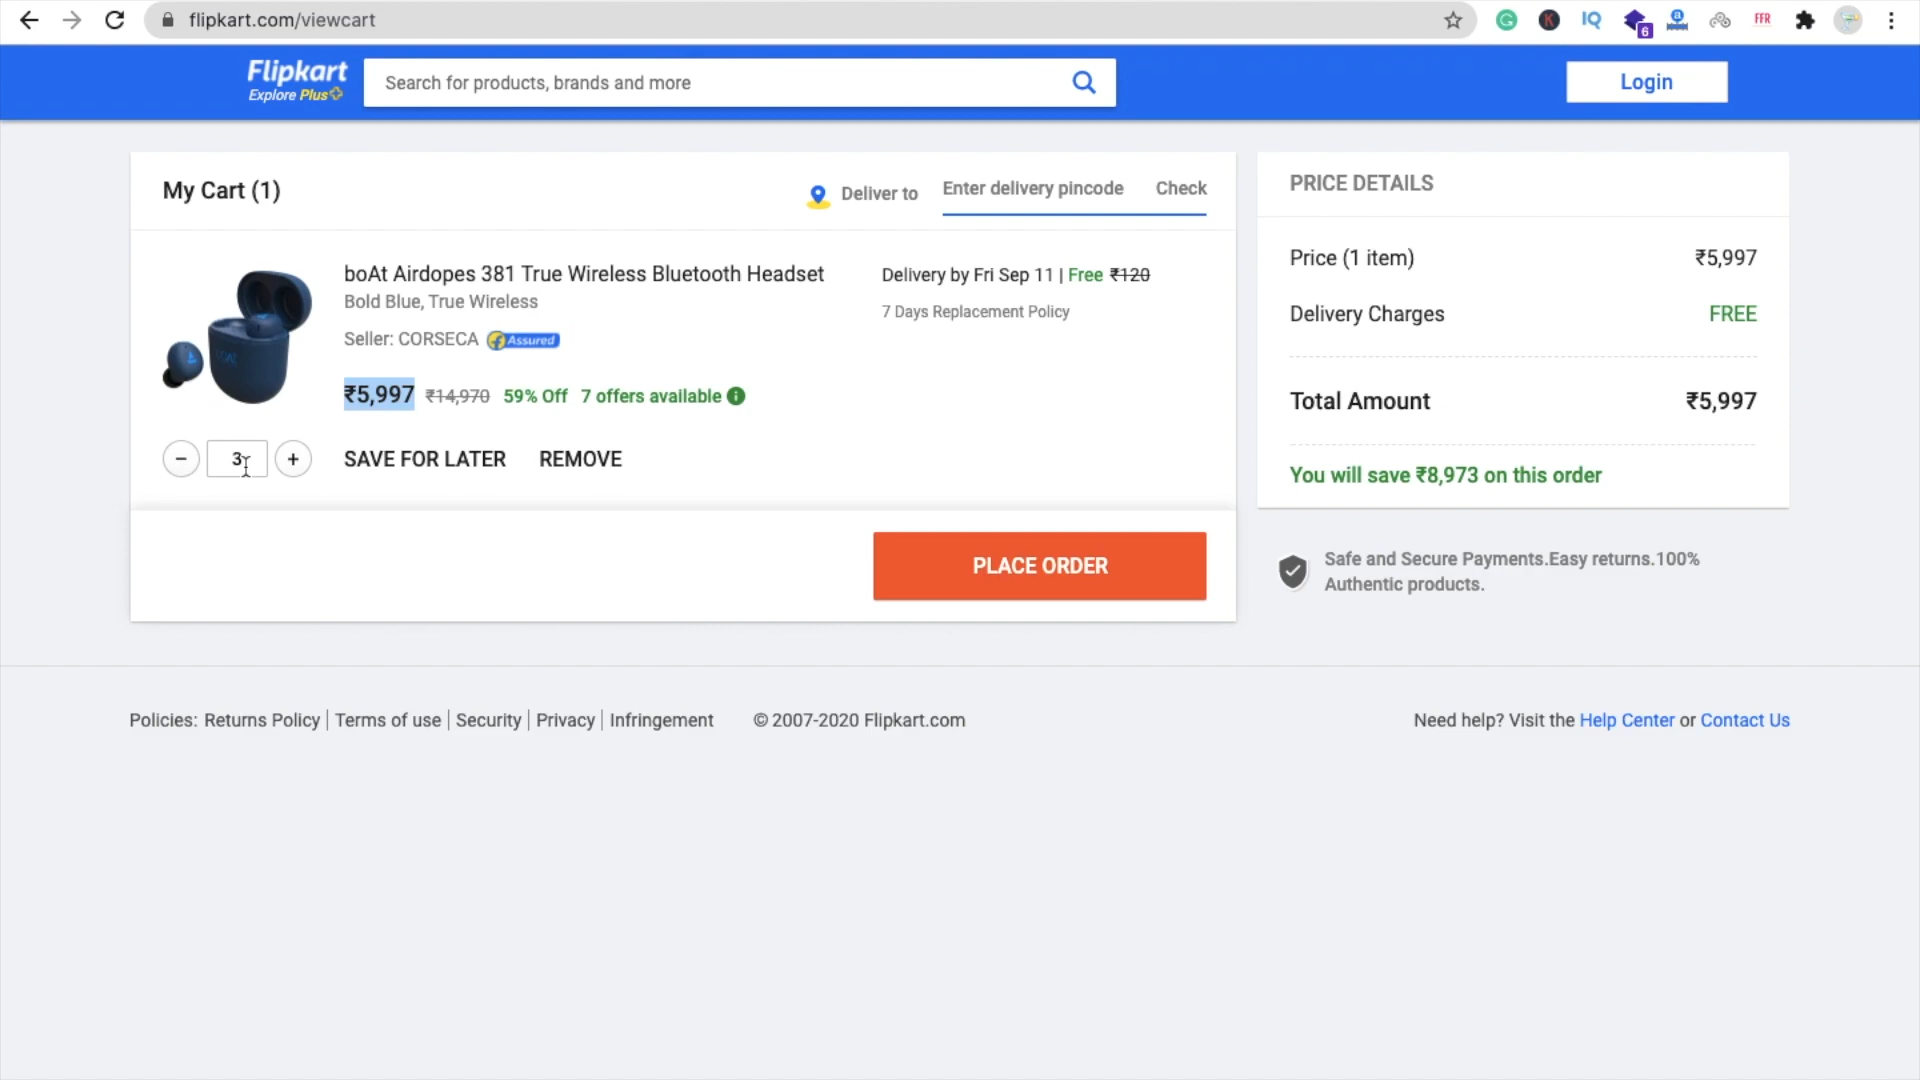 flipkart.com/viewcart
IQ
6
a
FFR
Flipkart
Explore Plus
Search for products, brands and more
Login
My Cart (1)
Deliver to
Enter delivery pincode
Check
boAt Airdopes 381 True Wireless Bluetooth Headset
Bold Blue, True Wireless
Seller: CORSECA
Assured
₹5,997 ₹14,970 59% Off 7 offers available
Delivery by Fri Sep 11 | Free ₹120
7 Days Replacement Policy
− 3 +
SAVE FOR LATER
REMOVE
PLACE ORDER
PRICE DETAILS
Price (1 item) ₹5,997
Delivery Charges FREE
Total Amount ₹5,997
You will save ₹8,973 on this order
Safe and Secure Payments.Easy returns.100%
Authentic products.
Policies: Returns Policy | Terms of use | Security | Privacy | Infringement
© 2007-2020 Flipkart.com
Need help? Visit the Help Center or Contact Us